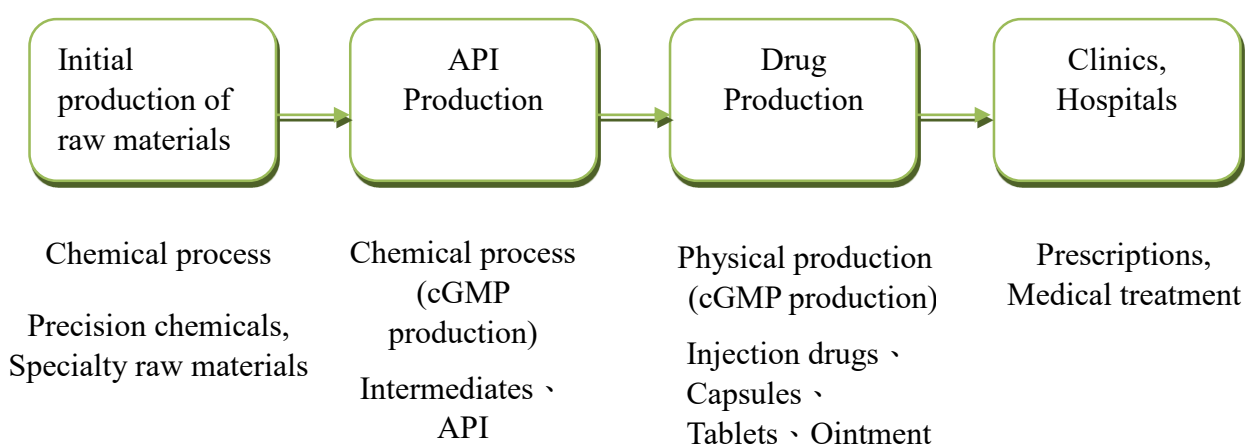 Initial
production of
raw materials
API
Production
Drug
Production
Clinics,
Hospitals
Chemical process
Precision chemicals,
Specialty raw materials
Chemical process
(cGMP
production)
Intermediates、
API
Physical production
(cGMP production)
Injection drugs、
Capsules、
Tablets、Ointment
Prescriptions,
Medical treatment